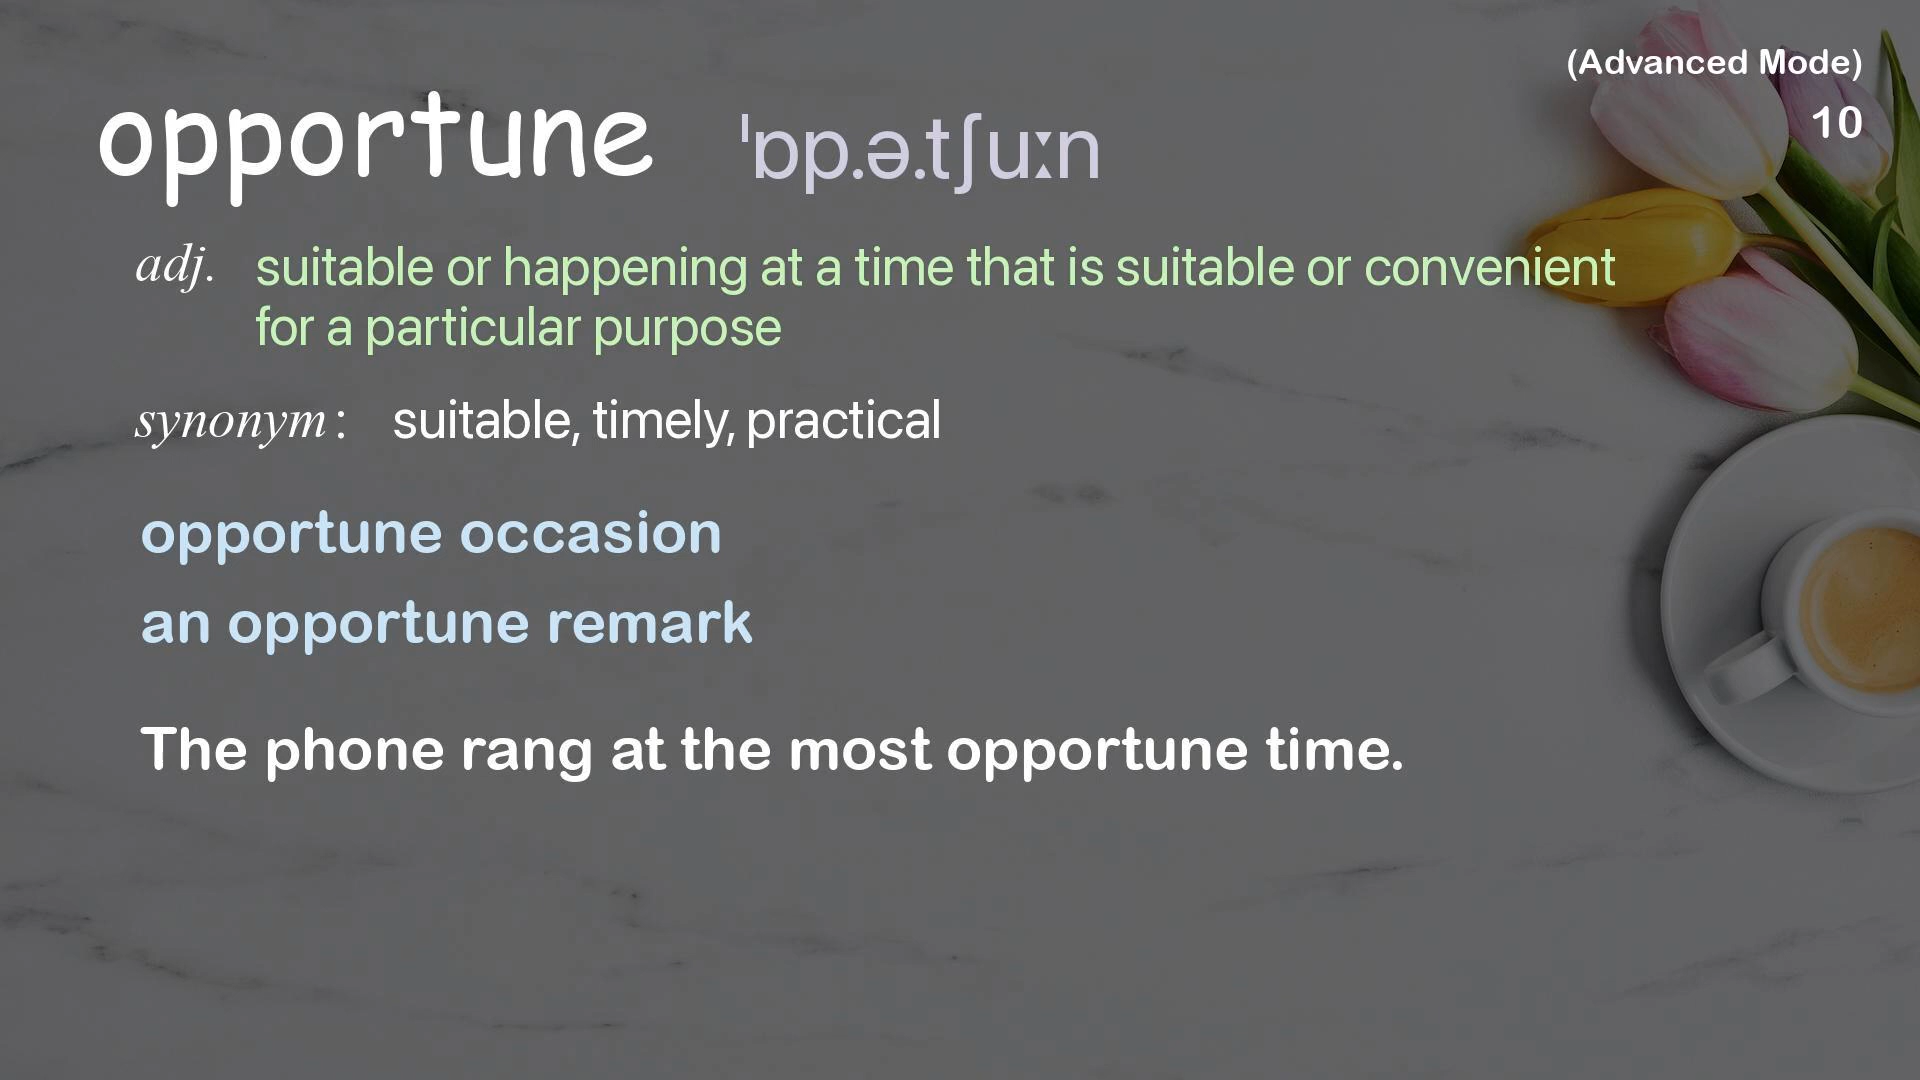 (Advanced Mode)
10
opportune ˈɒp.ə.tʃuːn
adj. suitable or happening at a time that is suitable or convenient
for a particular purpose
synonym : suitable, timely, practical
opportune occasion
an opportune remark
The phone rang at the most opportune time.